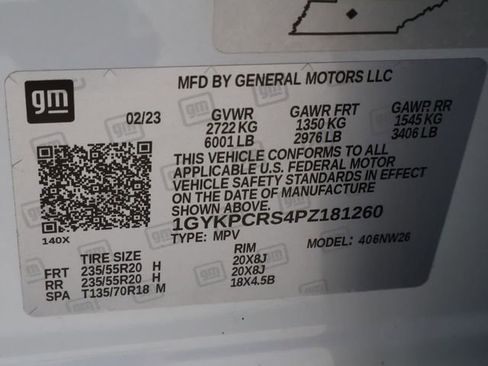 gm
MFD BY GENERAL MOTORS LLC
02/23 GVWR GAWR FRT GAWR RR
2722 KG 1350 KG 1545 KG
6001 LB 2976 LB 3406 LB
THIS VEHICLE CONFORMS TO ALL
APPLICABLE U.S. FEDERAL MOTOR
VEHICLE SAFETY STANDARDS IN EFFECT
ON THE DATE OF MANUFACTURE
SHOWN ABOVE.
1GYKPCRS4PZ181260
140X TYPE: MPV MODEL: 406NW26
TIRE SIZE RIM
FRT 235/55R20 H 20X8J
RR 235/55R20 H 20X8J
SPA T135/70R18 M 18X4.5B